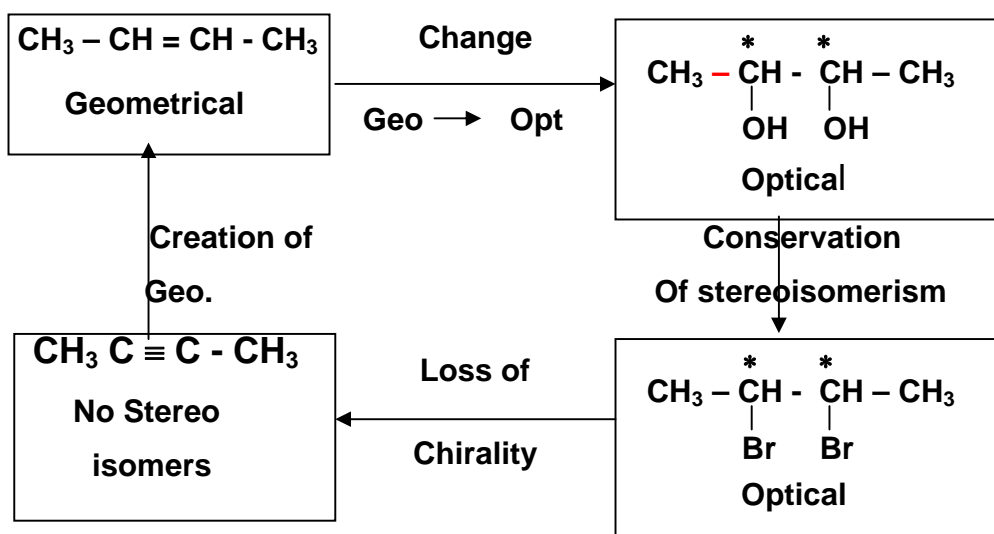 CH₃ – CH = CH - CH₃
Geometrical
Change
Geo → Opt
* *
CH₃ – CH - CH – CH₃
OH OH
Optical
Conservation
Of stereoisomerism
* *
CH₃ – CH - CH – CH₃
Br Br
Optical
Loss of
Chirality
CH₃ C ≡ C - CH₃
No Stereo
isomers
Creation of
Geo.